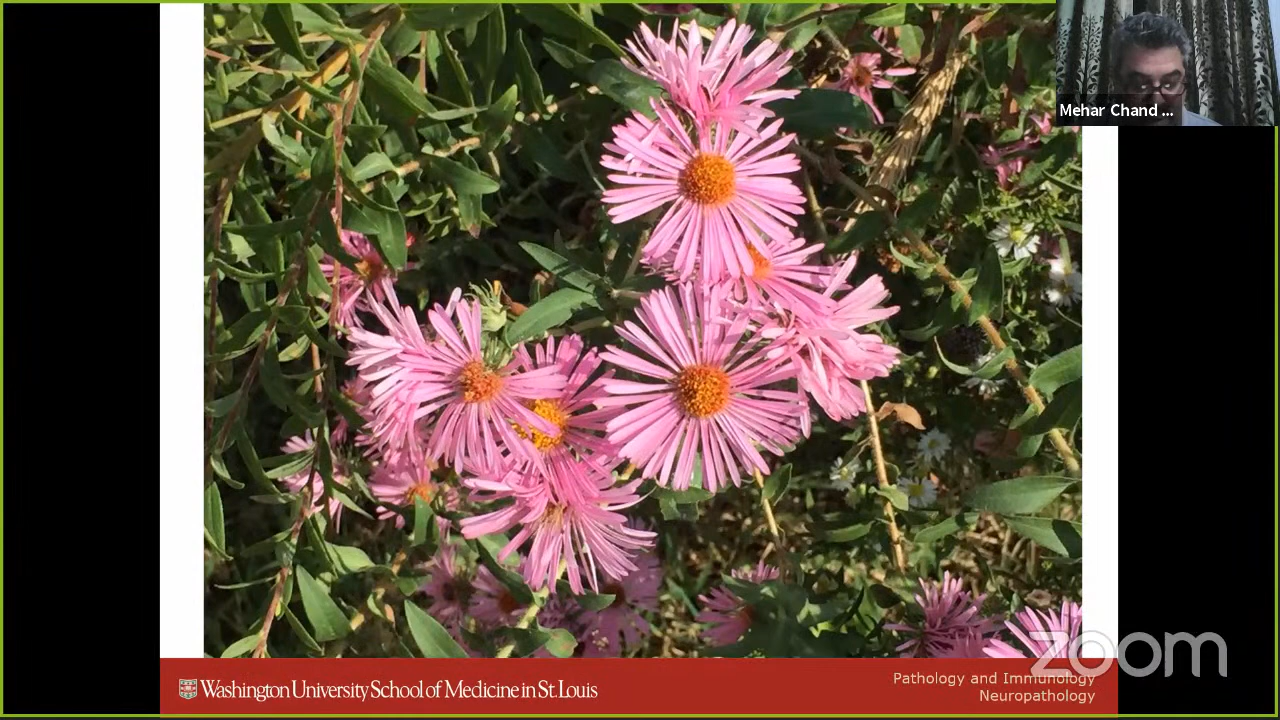 Mehar Chand ...
Washington University School of Medicine in St. Louis
Pathology and Immunology
Neuropathology
zoom